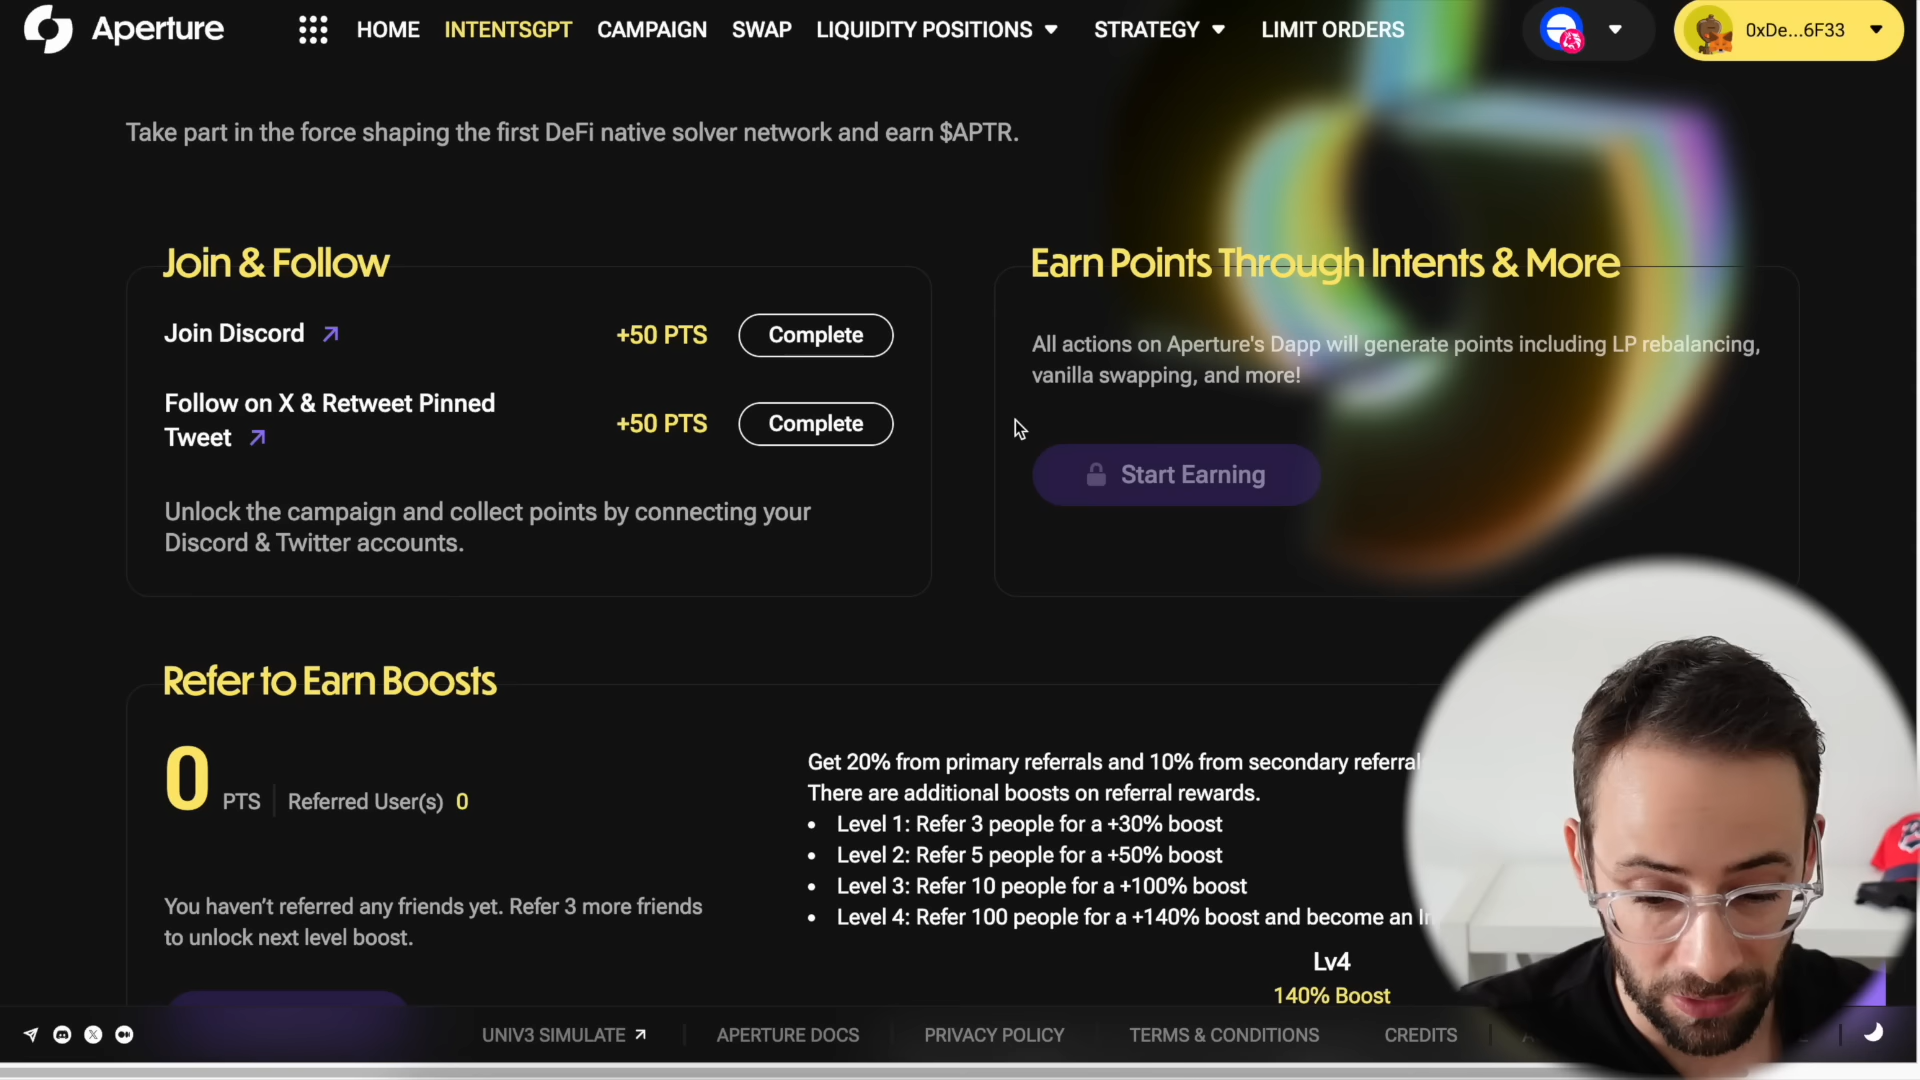 Aperture
HOME
INTENTSGPT
CAMPAIGN
SWAP
LIQUIDITY POSITIONS
STRATEGY
LIMIT ORDERS
0xDe...6F33
Take part in the force shaping the first DeFi native solver network and earn $APTR.
Join & Follow
Join Discord
+50 PTS
Complete
Follow on X & Retweet Pinned
Tweet
+50 PTS
Complete
Unlock the campaign and collect points by connecting your
Discord & Twitter accounts.
Earn Points Through Intents & More
All actions on Aperture's Dapp will generate points including LP rebalancing,
vanilla swapping, and more!
Start Earning
Refer to Earn Boosts
0 PTS
Referred User(s) 0
You haven't referred any friends yet. Refer 3 more friends
to unlock next level boost.
Get 20% from primary referrals and 10% from secondary referral
There are additional boosts on referral rewards.
• Level 1: Refer 3 people for a +30% boost
• Level 2: Refer 5 people for a +50% boost
• Level 3: Refer 10 people for a +100% boost
• Level 4: Refer 100 people for a +140% boost and become an
Lv4
140% Boost
UNIV3 SIMULATE
APERTURE DOCS
PRIVACY POLICY
TERMS & CONDITIONS
CREDITS